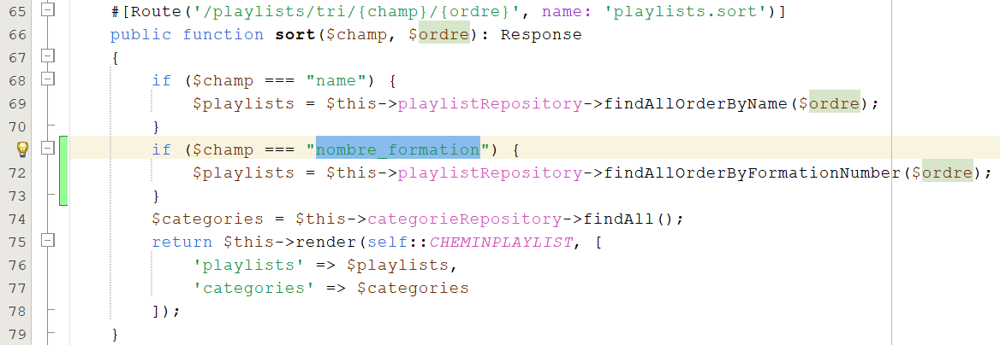 65 #[Route('/playlists/tri/{champ}/{ordre}', name: 'playlists.sort')]
66 public function sort($champ, $ordre): Response
67 {
68 if ($champ === "name") {
69 $playlists = $this->playlistRepository->findAllOrderByName($ordre);
70 }
if ($champ === "nombre_formation") {
72 $playlists = $this->playlistRepository->findAllOrderByFormationNumber($ordre);
73 }
74 $categories = $this->categorieRepository->findAll();
75 return $this->render(self::CHEMINPLAYLIST, [
76 'playlists' => $playlists,
77 'categories' => $categories
78 ]);
79 }